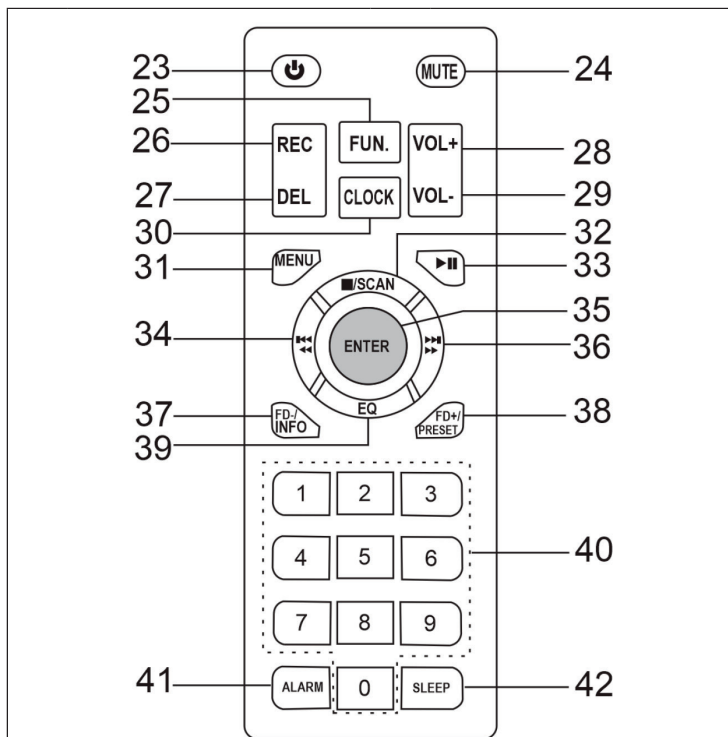 23 MUTE 24
25
26 REC FUN. VOL+ 28
27 DEL CLOCK VOL- 29
30 32
31 MENU 33
■/SCAN
34 ENTER 35
36
37 FD-/INFO EQ FD+/PRESET 38
39
1 2 3
4 5 6 40
7 8 9
41 ALARM 0 SLEEP 42